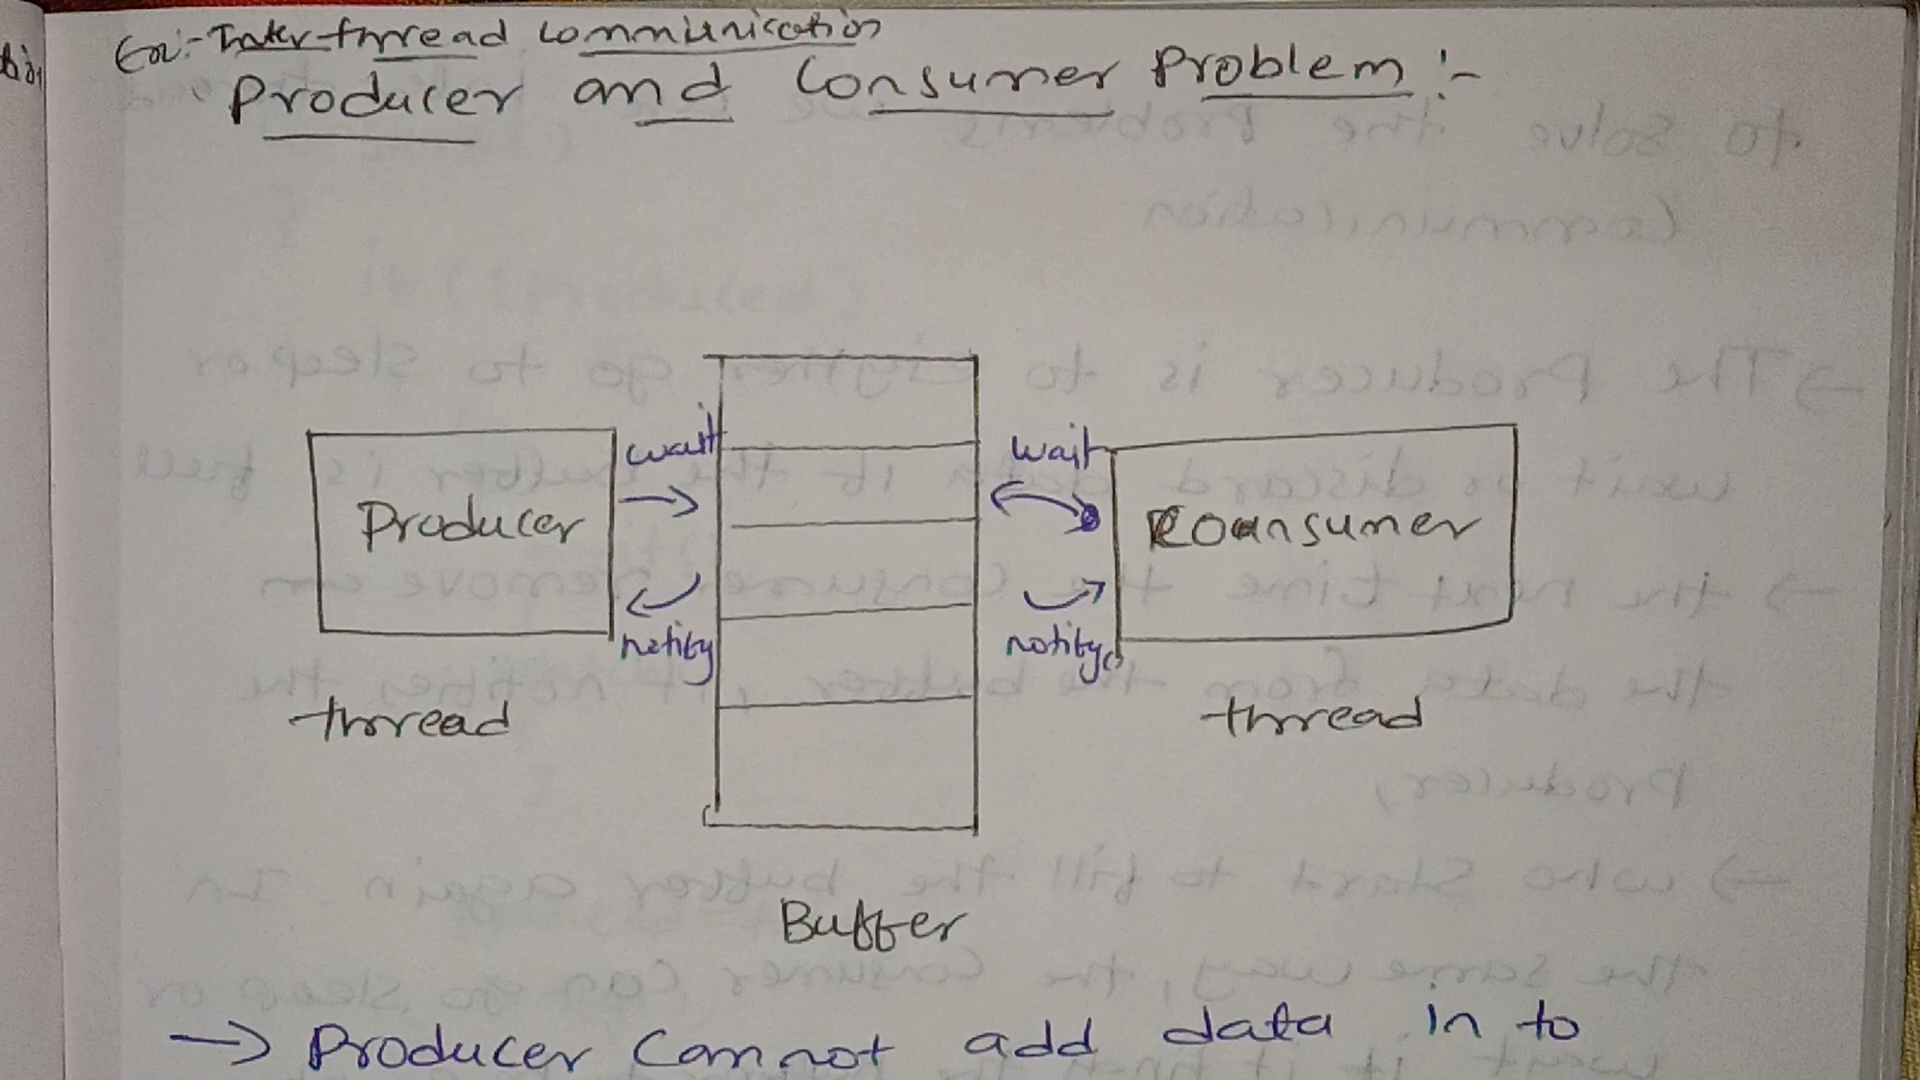 Ex:- Inter thread communication
Producer and Consumer Problem :-
wait
wait
Producer
Consumer
notify
notify
thread
thread
Buffer
→ Producer cannot add data in to